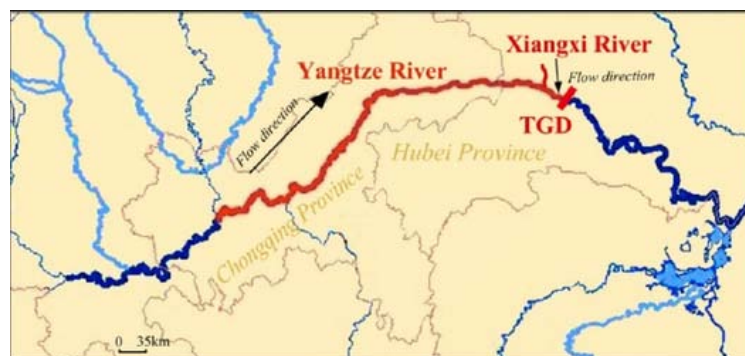 Xiangxi River
Yangtze River
Flow direction
Flow direction
TGD
Hubei Province
Chongqing Province
0 35km